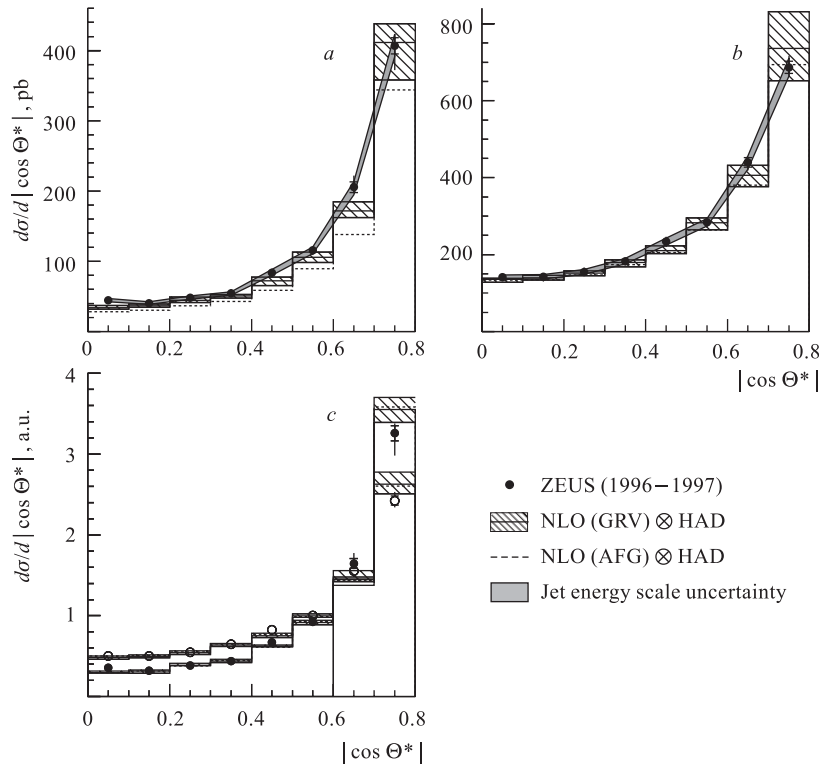 a
dσ/d|cos Θ*|, pb
400
300
200
100
0
0.2
0.4
0.6
0.8
|cos Θ*|
b
800
600
400
200
0
0.2
0.4
0.6
0.8
|cos Θ*|
c
dσ/d|cos Θ*|, a.u.
4
3
2
1
0
0.2
0.4
0.6
0.8
|cos Θ*|
ZEUS (1996–1997)
NLO (GRV) ⊗ HAD
NLO (AFG) ⊗ HAD
Jet energy scale uncertainty